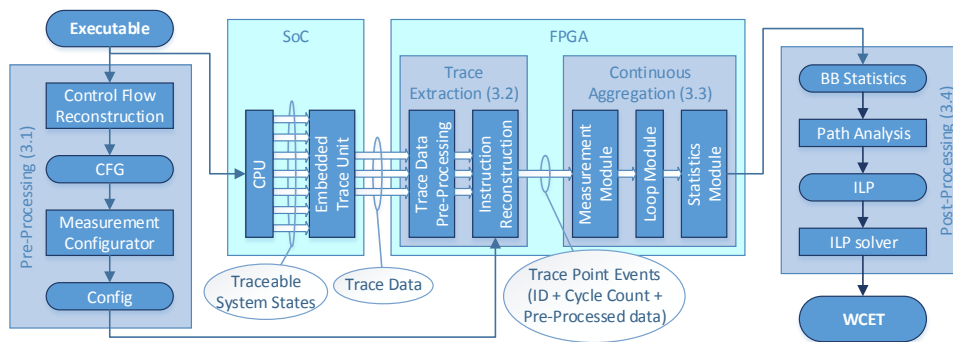 Executable
Pre-Processing (3.1)
Control Flow
Reconstruction
CFG
Measurement
Configurator
Config
SoC
CPU
Embedded
Trace Unit
Traceable
System States
Trace Data
FPGA
Trace
Extraction (3.2)
Trace Data
Pre-Processing
Instruction
Reconstruction
Continuous
Aggregation (3.3)
Measurement
Module
Loop Module
Statistics
Module
Trace Point Events
(ID + Cycle Count +
Pre-Processed data)
Post-Processing (3.4)
BB Statistics
Path Analysis
ILP
ILP solver
WCET